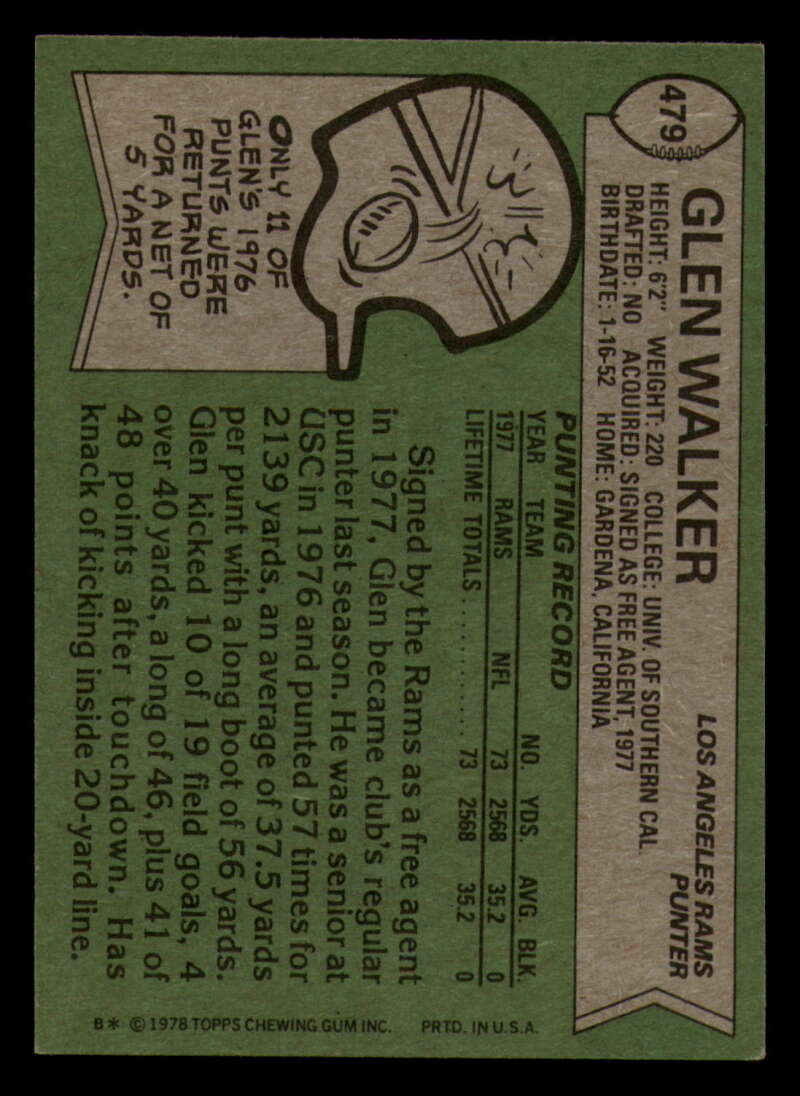 479
GLEN WALKER
LOS ANGELES RAMS
PUNTER
HEIGHT: 6'2" WEIGHT: 220 COLLEGE: UNIV. OF SOUTHERN CAL.
DRAFTED: NO ACQUIRED: SIGNED AS FREE AGENT, 1977
BIRTHDATE: 1-16-52 HOME: GARDENA, CALIFORNIA
ONLY 11 OF
GLEN'S 1976
PUNTS WERE
RETURNED
FOR A NET OF
5 YARDS.
PUNTING RECORD
YEAR TEAM NO. YDS. AVG. BLK.
1977 RAMS NFL 73 2568 35.2 0
LIFETIME TOTALS ............ 73 2568 35.2 0
Signed by the Rams as a free agent
in 1977, Glen became club's regular
punter last season. He was a senior at
USC in 1976 and punted 57 times for
2139 yards, an average of 37.5 yards
per punt with a long boot of 56 yards.
Glen kicked 10 of 19 field goals, 4
over 40 yards, a long of 46, plus 41 of
48 points after touchdown. Has
knack of kicking inside 20-yard line.
B* © 1978 TOPPS CHEWING GUM INC. PRTD. IN U.S.A.